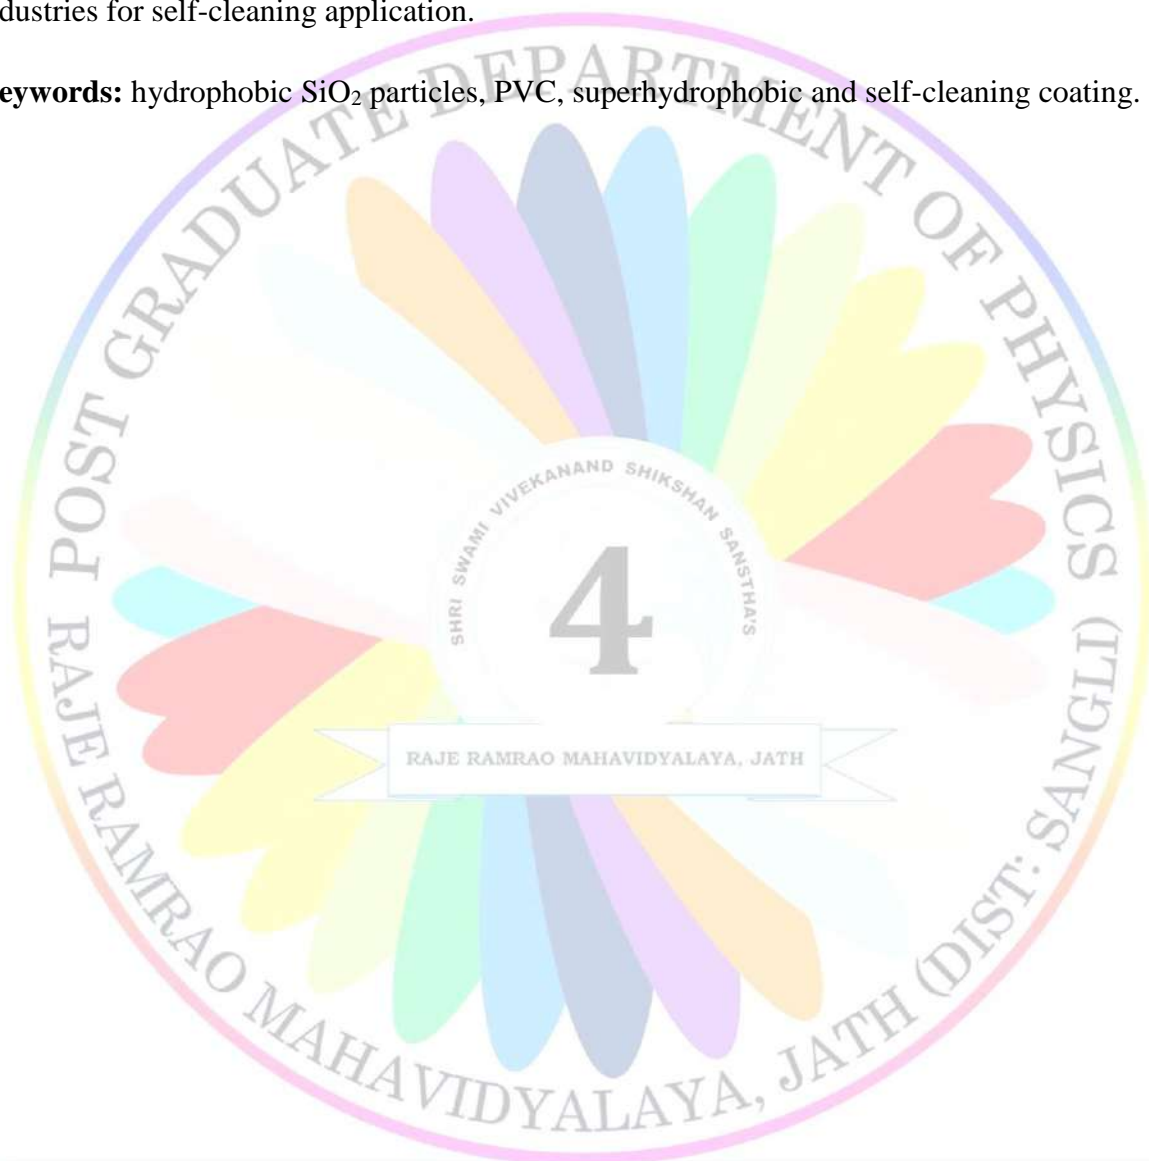 dustries for self-cleaning application.
eywords: hydrophobic SiO₂ particles, PVC, superhydrophobic and self-cleaning coating.
POST GRADUATE DEPARTMENT OF PHYSICS
SHRI SWAMI VIVEKANAND SHIKSHAN SANSTHA'S
4
RAJE RAMRAO MAHAVIDYALAYA, JATH
RAJE RAMRAO MAHAVIDYALAYA, JATH (DIST: SANGLI)